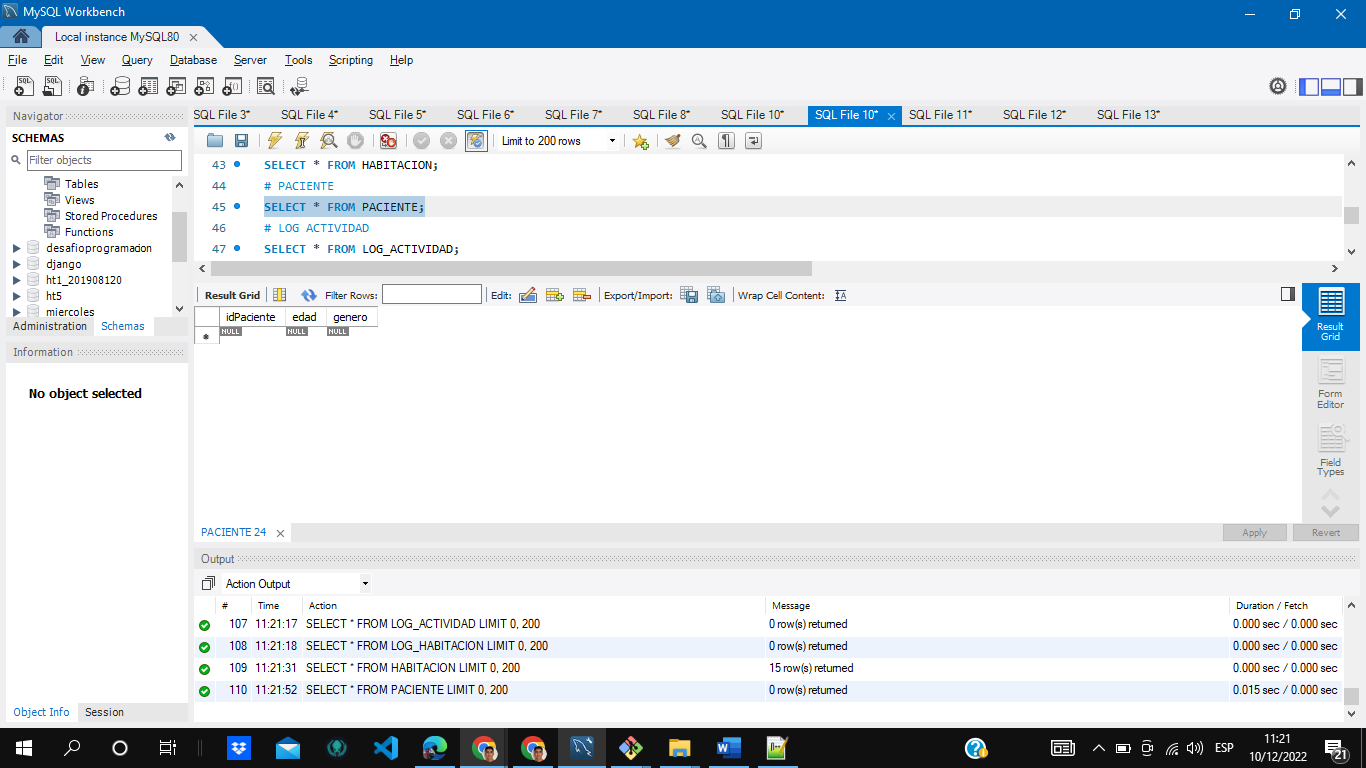 MySQL Workbench
Local instance MySQL80
File Edit View Query Database Server Tools Scripting Help
Navigator
SCHEMAS
Filter objects
Tables
Views
Stored Procedures
Functions
desafioprogramacion
django
ht1_201908120
ht5
miercoles
Administration Schemas
Information
No object selected
Object Info Session
SQL File 3* SQL File 4* SQL File 5* SQL File 6* SQL File 7* SQL File 8* SQL File 10* SQL File 10* SQL File 11* SQL File 12* SQL File 13*
Limit to 200 rows
43 SELECT * FROM HABITACION;
44 # PACIENTE
45 SELECT * FROM PACIENTE;
46 # LOG ACTIVIDAD
47 SELECT * FROM LOG_ACTIVIDAD;
Result Grid Filter Rows: Edit: Export/Import: Wrap Cell Content:
idPaciente edad genero
NULL NULL NULL
Result Grid
Form Editor
Field Types
PACIENTE 24
Apply Revert
Output
Action Output
# Time Action Message Duration / Fetch
107 11:21:17 SELECT * FROM LOG_ACTIVIDAD LIMIT 0, 200 0 row(s) returned 0.000 sec / 0.000 sec
108 11:21:18 SELECT * FROM LOG_HABITACION LIMIT 0, 200 0 row(s) returned 0.000 sec / 0.000 sec
109 11:21:31 SELECT * FROM HABITACION LIMIT 0, 200 15 row(s) returned 0.000 sec / 0.000 sec
110 11:21:52 SELECT * FROM PACIENTE LIMIT 0, 200 0 row(s) returned 0.015 sec / 0.000 sec
ESP
11:21
10/12/2022
21